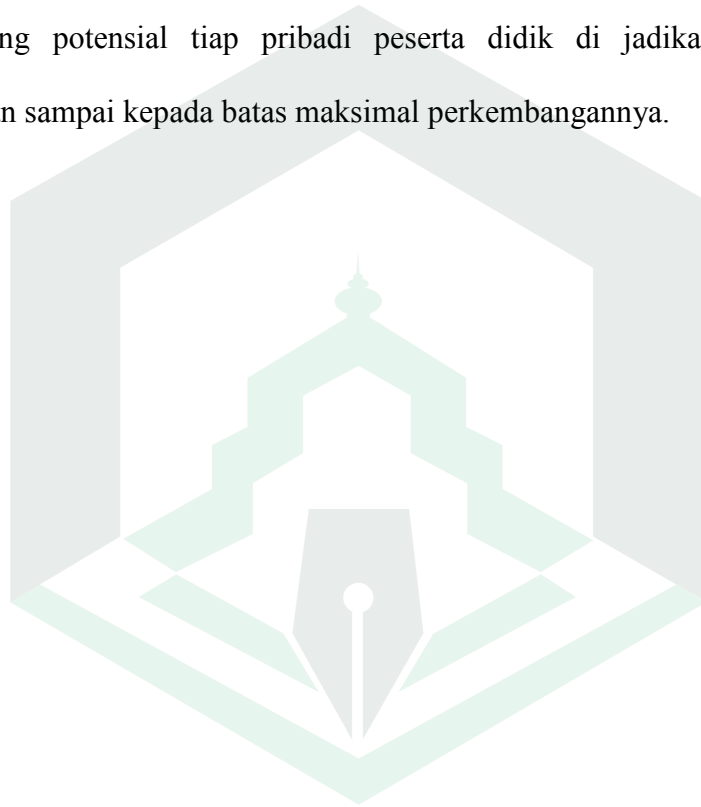 ng potensial tiap pribadi peserta didik di jadika
n sampai kepada batas maksimal perkembangannya.